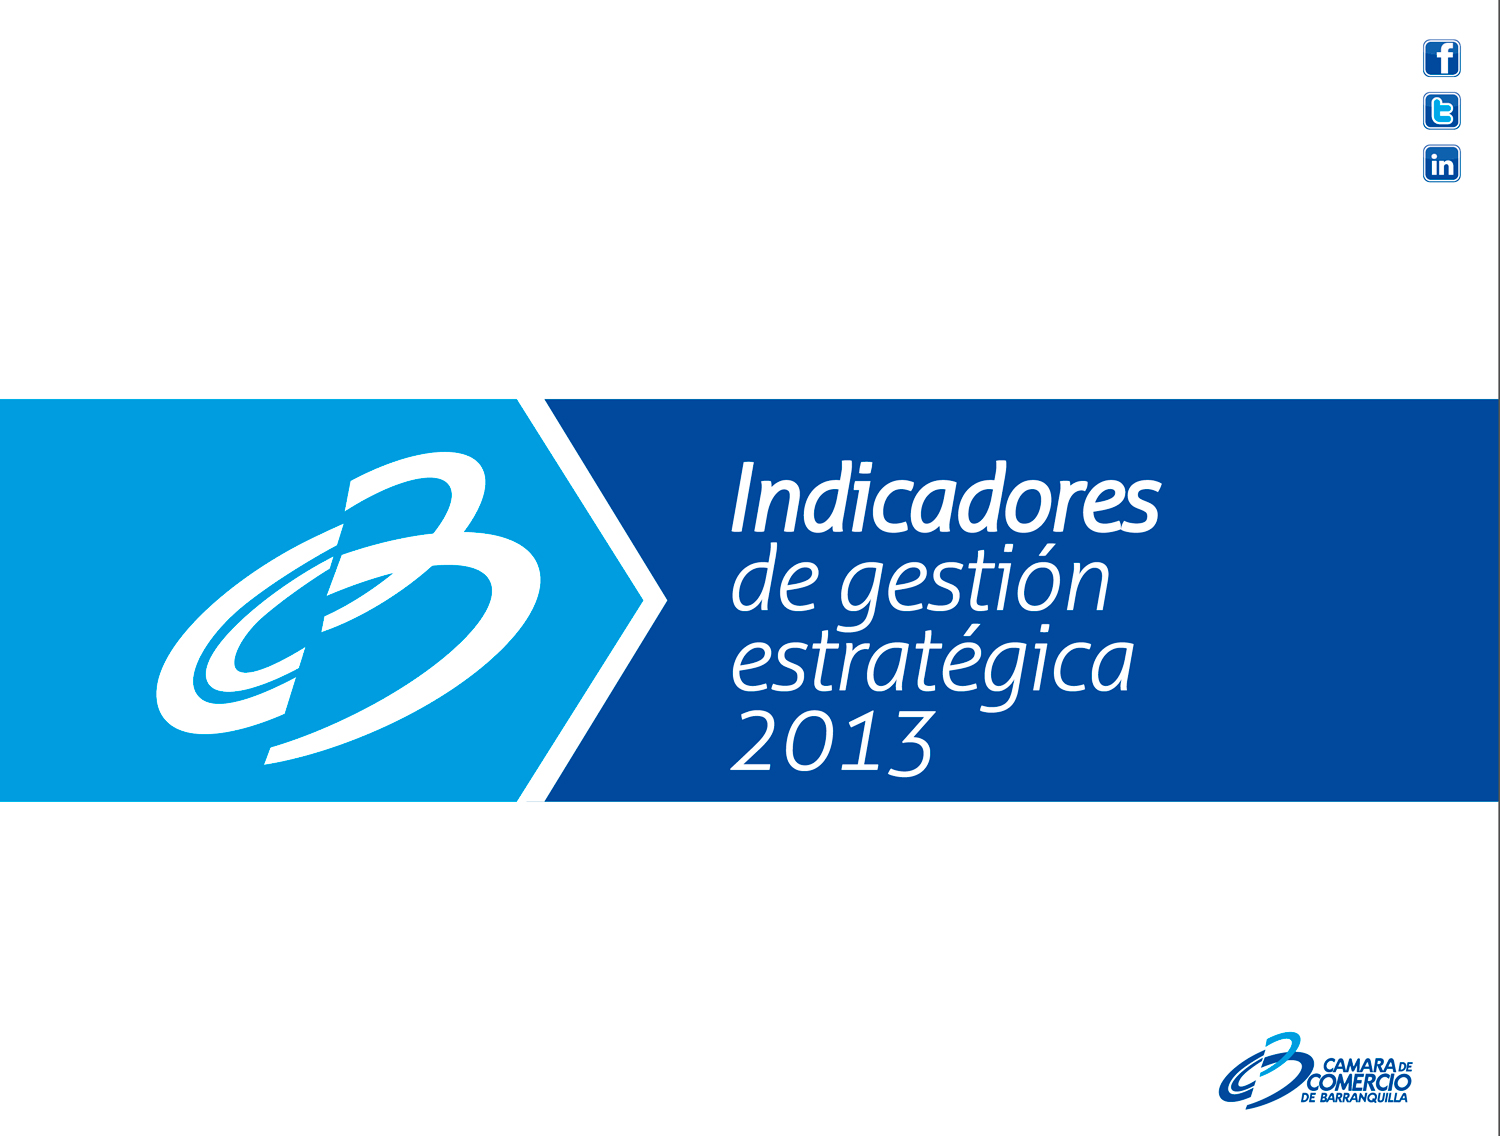 Indicadores
de gestión
estratégica
2013
CAMARA DE
COMERCIO
DE BARRANQUILLA